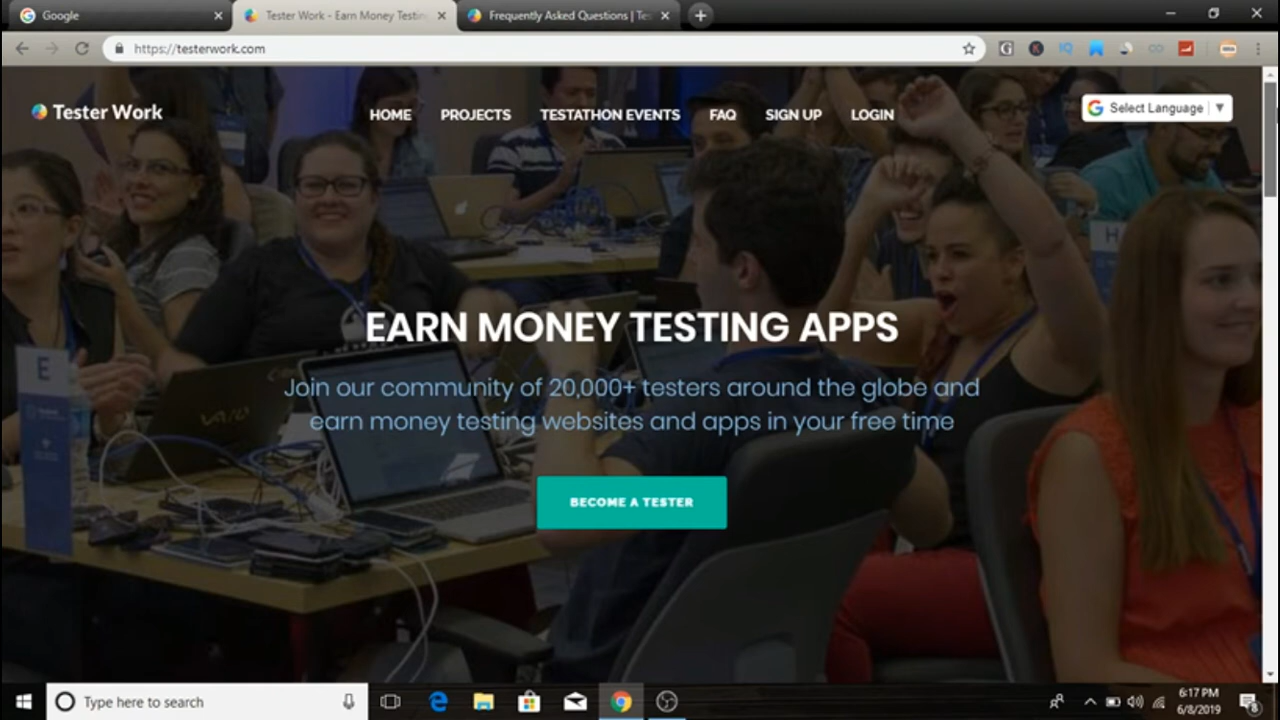 Google
Tester Work - Earn Money Testin
Frequently Asked Questions | Tes
https://testerwork.com
Tester Work
HOME
PROJECTS
TESTATHON EVENTS
FAQ
SIGN UP
LOGIN
Select Language
H
EARN MONEY TESTING APPS
Join our community of 20,000+ testers around the globe and
earn money testing websites and apps in your free time
E
VAIO
BECOME A TESTER
Type here to search
6:17 PM
6/8/2019
8